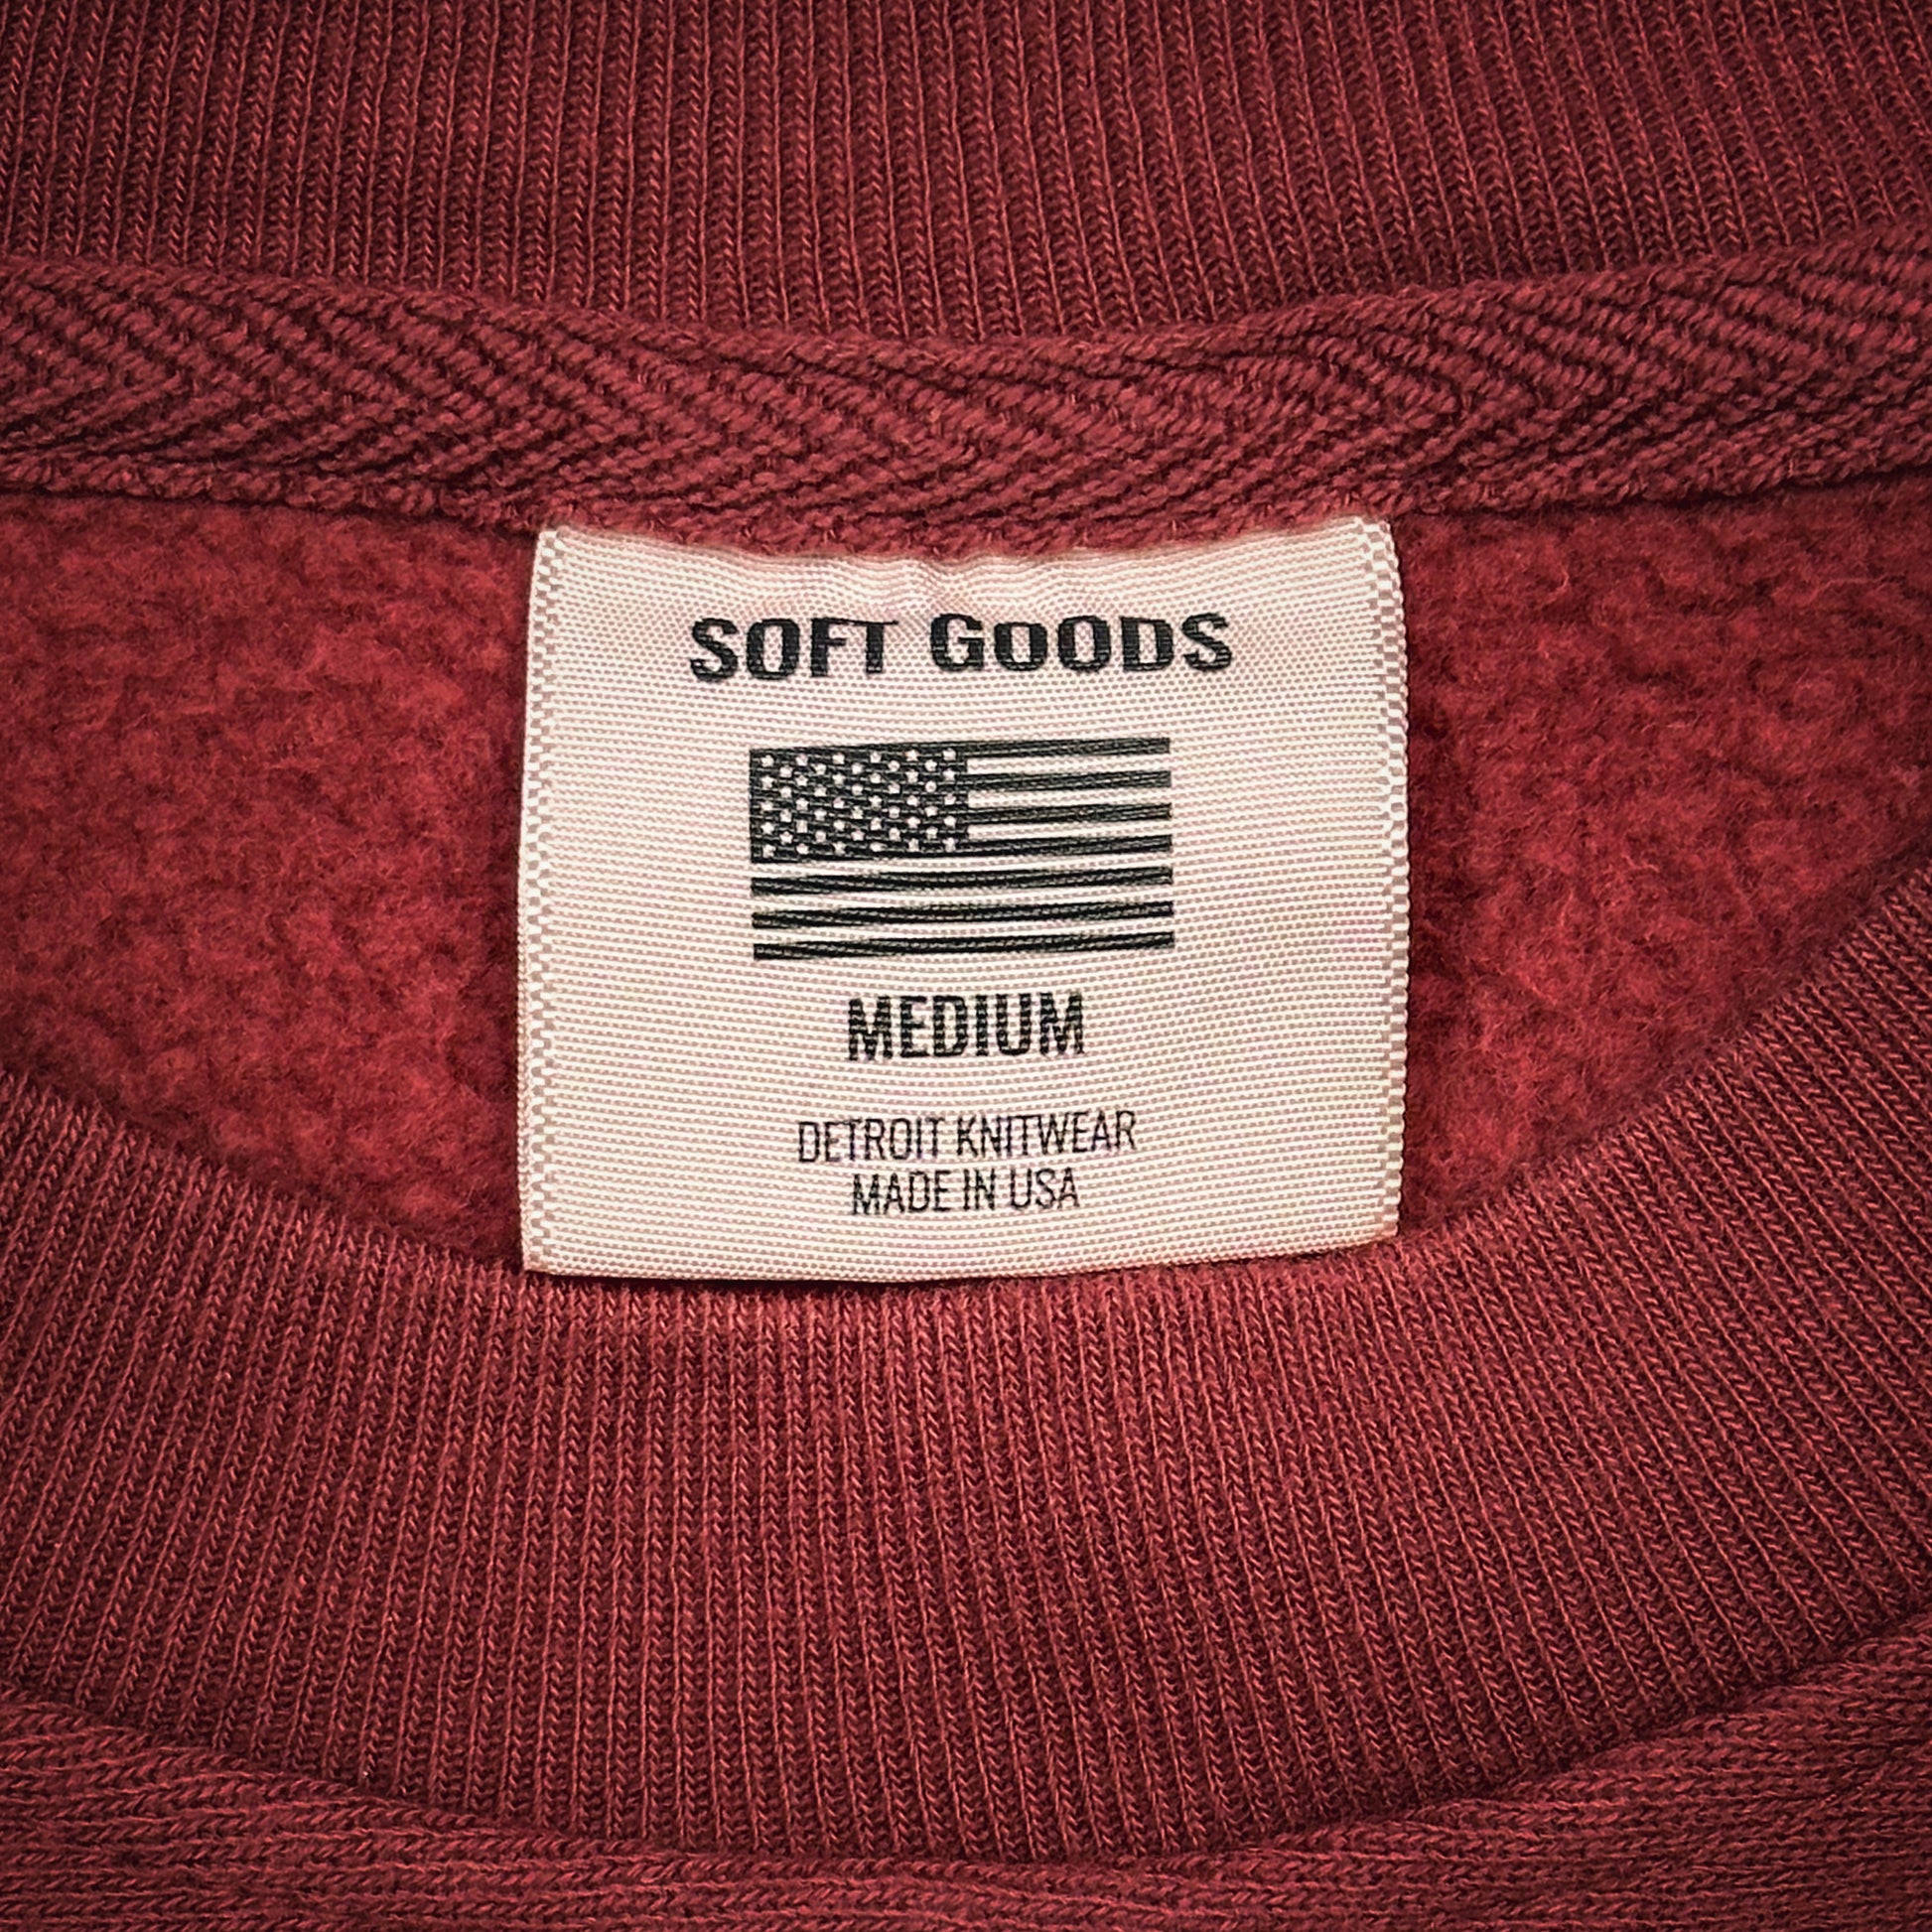 SOFT GOODS
MEDIUM
DETROIT KNITWEAR
MADE IN USA